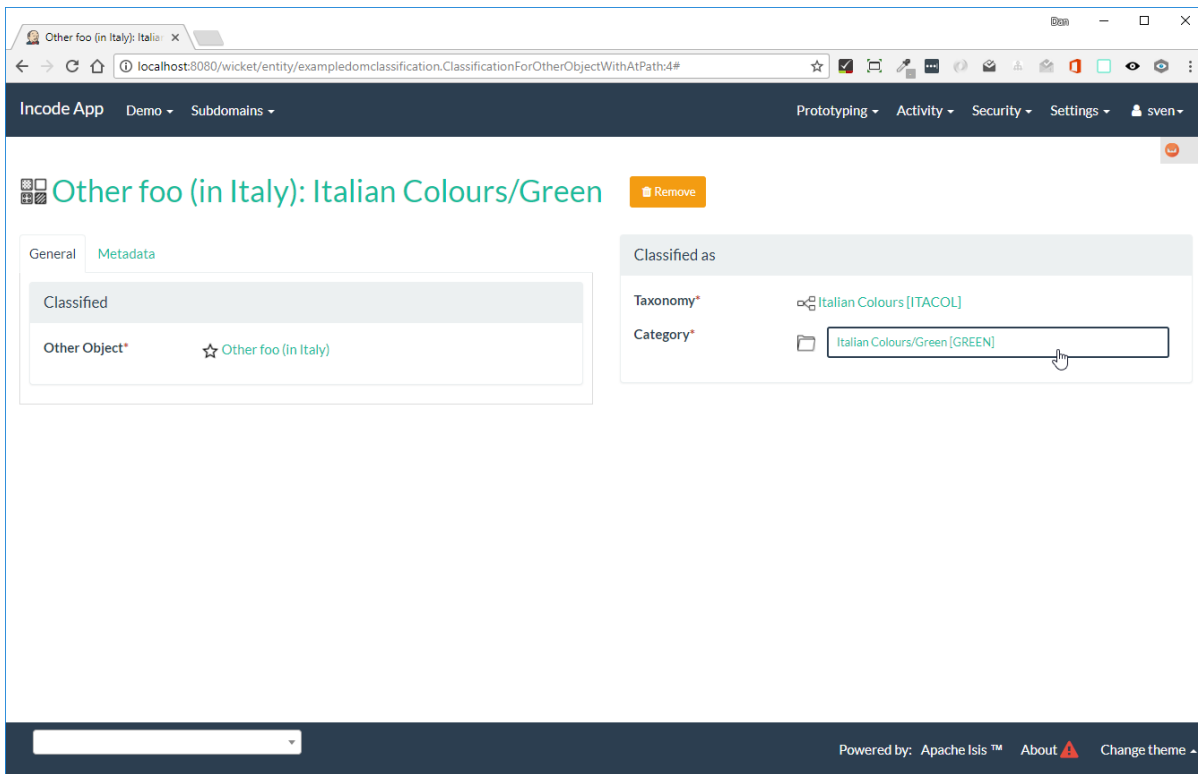 Other foo (in Italy): Italia
Dan
localhost:8080/wicket/entity/exampledomclassification.ClassificationForOtherObjectWithAtPath:4#
Incode App Demo Subdomains Prototyping Activity Security Settings sven
Other foo (in Italy): Italian Colours/Green Remove
General Metadata
Classified
Other Object* Other foo (in Italy)
Classified as
Taxonomy* Italian Colours [ITACOL]
Category* Italian Colours/Green [GREEN]
Powered by: Apache Isis ™ About Change theme